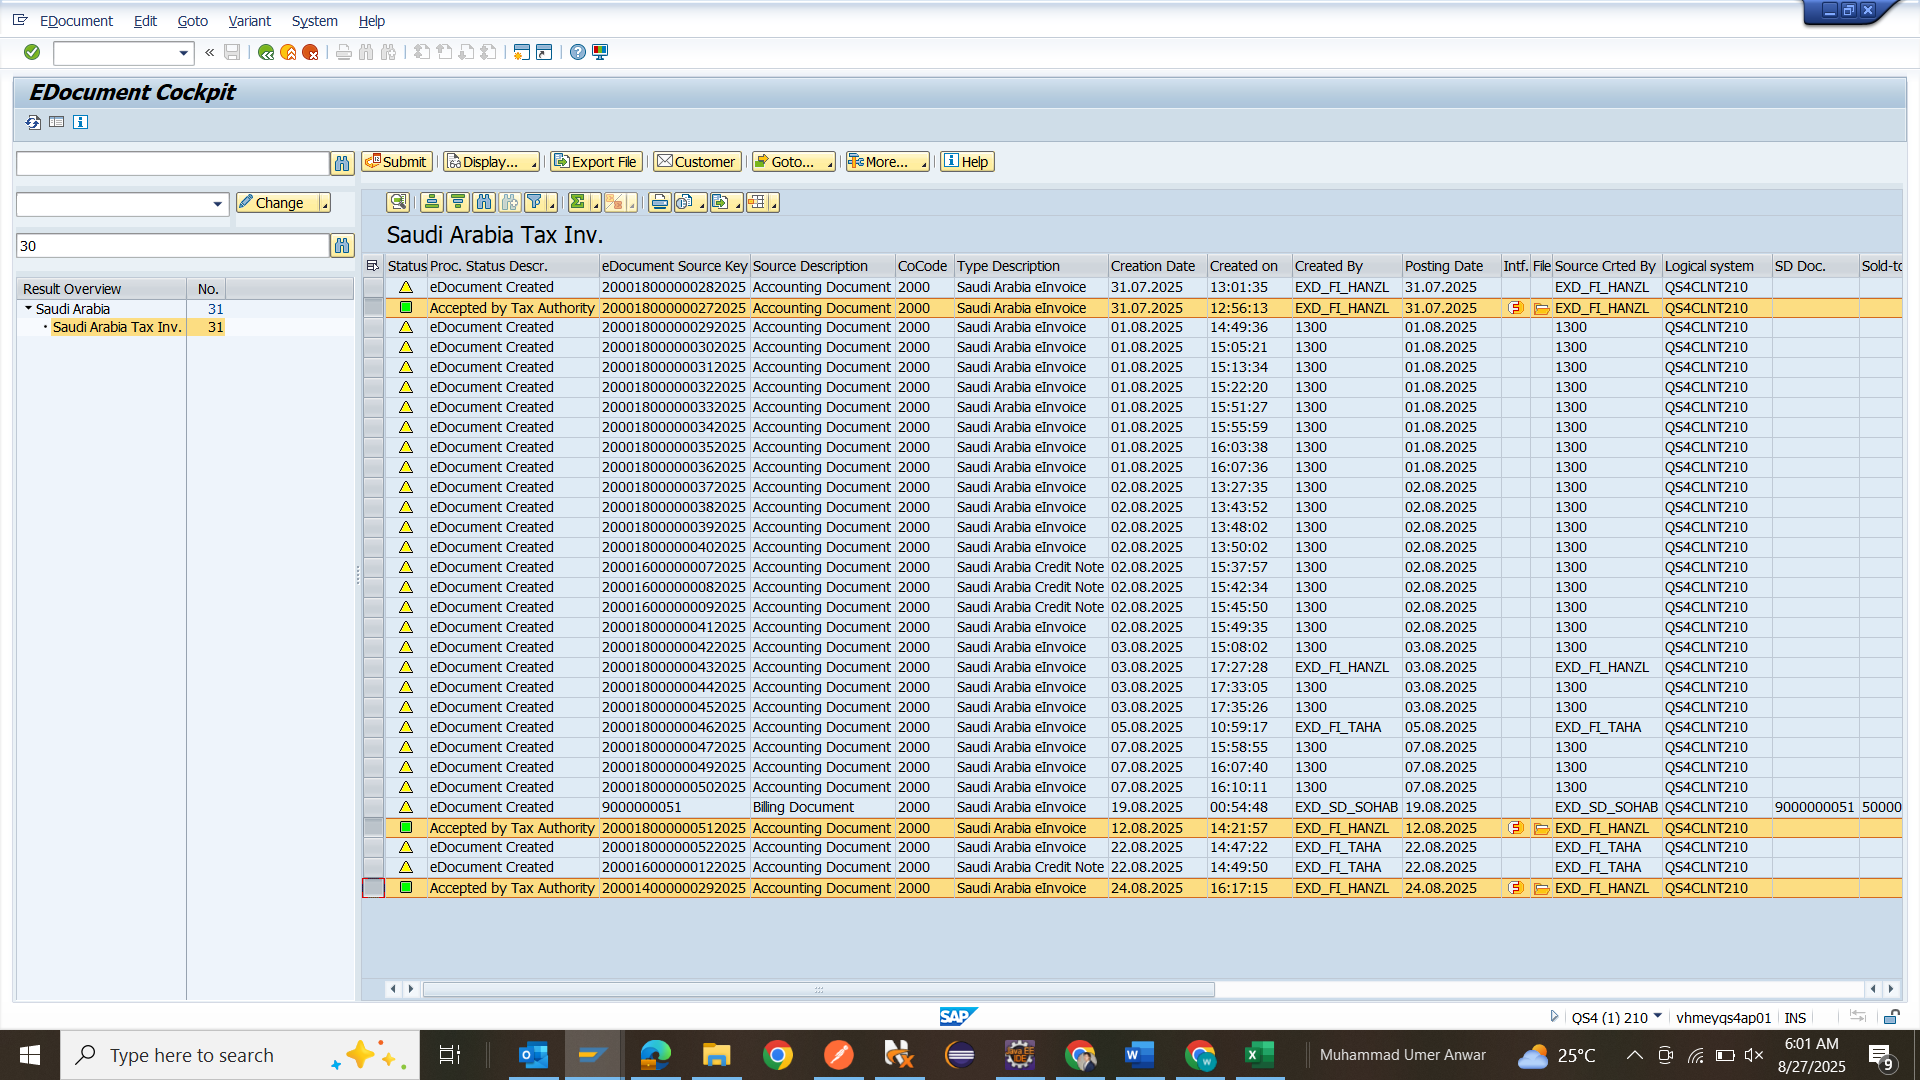 EDocument Edit Goto Variant System Help
EDocument Cockpit
Submit Display... Export File Customer Goto... More... Help
Change
Saudi Arabia Tax Inv.
30
Result Overview No.
Saudi Arabia 31
Saudi Arabia Tax Inv. 31
Status Proc. Status Descr. eDocument Source Key Source Description CoCode Type Description Creation Date Created on Created By Posting Date Intf. File Source Crted By Logical system SD Doc. Sold-to
eDocument Created 200018000000282025 Accounting Document 2000 Saudi Arabia eInvoice 31.07.2025 13:01:35 EXD_FI_HANZL 31.07.2025 EXD_FI_HANZL QS4CLNT210
Accepted by Tax Authority 200018000000272025 Accounting Document 2000 Saudi Arabia eInvoice 31.07.2025 12:56:13 EXD_FI_HANZL 31.07.2025 EXD_FI_HANZL QS4CLNT210
eDocument Created 200018000000292025 Accounting Document 2000 Saudi Arabia eInvoice 01.08.2025 14:49:36 1300 01.08.2025 1300 QS4CLNT210
eDocument Created 200018000000302025 Accounting Document 2000 Saudi Arabia eInvoice 01.08.2025 15:05:21 1300 01.08.2025 1300 QS4CLNT210
eDocument Created 200018000000312025 Accounting Document 2000 Saudi Arabia eInvoice 01.08.2025 15:13:34 1300 01.08.2025 1300 QS4CLNT210
eDocument Created 200018000000322025 Accounting Document 2000 Saudi Arabia eInvoice 01.08.2025 15:22:20 1300 01.08.2025 1300 QS4CLNT210
eDocument Created 200018000000332025 Accounting Document 2000 Saudi Arabia eInvoice 01.08.2025 15:51:27 1300 01.08.2025 1300 QS4CLNT210
eDocument Created 200018000000342025 Accounting Document 2000 Saudi Arabia eInvoice 01.08.2025 15:55:59 1300 01.08.2025 1300 QS4CLNT210
eDocument Created 200018000000352025 Accounting Document 2000 Saudi Arabia eInvoice 01.08.2025 16:03:38 1300 01.08.2025 1300 QS4CLNT210
eDocument Created 200018000000362025 Accounting Document 2000 Saudi Arabia eInvoice 01.08.2025 16:07:36 1300 01.08.2025 1300 QS4CLNT210
eDocument Created 200018000000372025 Accounting Document 2000 Saudi Arabia eInvoice 02.08.2025 13:27:35 1300 02.08.2025 1300 QS4CLNT210
eDocument Created 200018000000382025 Accounting Document 2000 Saudi Arabia eInvoice 02.08.2025 13:43:52 1300 02.08.2025 1300 QS4CLNT210
eDocument Created 200018000000392025 Accounting Document 2000 Saudi Arabia eInvoice 02.08.2025 13:48:02 1300 02.08.2025 1300 QS4CLNT210
eDocument Created 200018000000402025 Accounting Document 2000 Saudi Arabia eInvoice 02.08.2025 13:50:02 1300 02.08.2025 1300 QS4CLNT210
eDocument Created 200016000000072025 Accounting Document 2000 Saudi Arabia Credit Note 02.08.2025 15:37:57 1300 02.08.2025 1300 QS4CLNT210
eDocument Created 200016000000082025 Accounting Document 2000 Saudi Arabia Credit Note 02.08.2025 15:42:34 1300 02.08.2025 1300 QS4CLNT210
eDocument Created 200016000000092025 Accounting Document 2000 Saudi Arabia Credit Note 02.08.2025 15:45:50 1300 02.08.2025 1300 QS4CLNT210
eDocument Created 200018000000412025 Accounting Document 2000 Saudi Arabia eInvoice 02.08.2025 15:49:35 1300 02.08.2025 1300 QS4CLNT210
eDocument Created 200018000000422025 Accounting Document 2000 Saudi Arabia eInvoice 03.08.2025 15:08:02 1300 03.08.2025 1300 QS4CLNT210
eDocument Created 200018000000432025 Accounting Document 2000 Saudi Arabia eInvoice 03.08.2025 17:27:28 EXD_FI_HANZL 03.08.2025 EXD_FI_HANZL QS4CLNT210
eDocument Created 200018000000442025 Accounting Document 2000 Saudi Arabia eInvoice 03.08.2025 17:33:05 1300 03.08.2025 1300 QS4CLNT210
eDocument Created 200018000000452025 Accounting Document 2000 Saudi Arabia eInvoice 03.08.2025 17:35:26 1300 03.08.2025 1300 QS4CLNT210
eDocument Created 200018000000462025 Accounting Document 2000 Saudi Arabia eInvoice 05.08.2025 10:59:17 EXD_FI_TAHA 05.08.2025 EXD_FI_TAHA QS4CLNT210
eDocument Created 200018000000472025 Accounting Document 2000 Saudi Arabia eInvoice 07.08.2025 15:58:55 1300 07.08.2025 1300 QS4CLNT210
eDocument Created 200018000000492025 Accounting Document 2000 Saudi Arabia eInvoice 07.08.2025 16:07:40 1300 07.08.2025 1300 QS4CLNT210
eDocument Created 200018000000502025 Accounting Document 2000 Saudi Arabia eInvoice 07.08.2025 16:10:11 1300 07.08.2025 1300 QS4CLNT210
eDocument Created 9000000051 Billing Document 2000 Saudi Arabia eInvoice 19.08.2025 00:54:48 EXD_SD_SOHAB 19.08.2025 EXD_SD_SOHAB QS4CLNT210 9000000051 50000
Accepted by Tax Authority 200018000000512025 Accounting Document 2000 Saudi Arabia eInvoice 12.08.2025 14:21:57 EXD_FI_HANZL 12.08.2025 EXD_FI_HANZL QS4CLNT210
eDocument Created 200018000000522025 Accounting Document 2000 Saudi Arabia eInvoice 22.08.2025 14:47:22 EXD_FI_TAHA 22.08.2025 EXD_FI_TAHA QS4CLNT210
eDocument Created 200016000000122025 Accounting Document 2000 Saudi Arabia Credit Note 22.08.2025 14:49:50 EXD_FI_TAHA 22.08.2025 EXD_FI_TAHA QS4CLNT210
Accepted by Tax Authority 200014000000292025 Accounting Document 2000 Saudi Arabia eInvoice 24.08.2025 16:17:15 EXD_FI_HANZL 24.08.2025 EXD_FI_HANZL QS4CLNT210
SAP
QS4 (1) 210 vhmeyqs4ap01 INS
Type here to search
Muhammad Umer Anwar
25°C
6:01 AM
8/27/2025
9